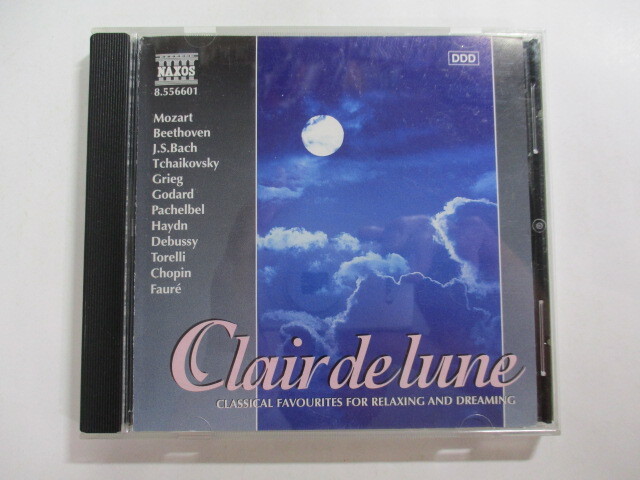 NAXOS
8.556601
DDD
Mozart
Beethoven
J.S.Bach
Tchaikovsky
Grieg
Godard
Pachelbel
Haydn
Debussy
Torelli
Chopin
Fauré
Clair de lune
CLASSICAL FAVOURITES FOR RELAXING AND DREAMING